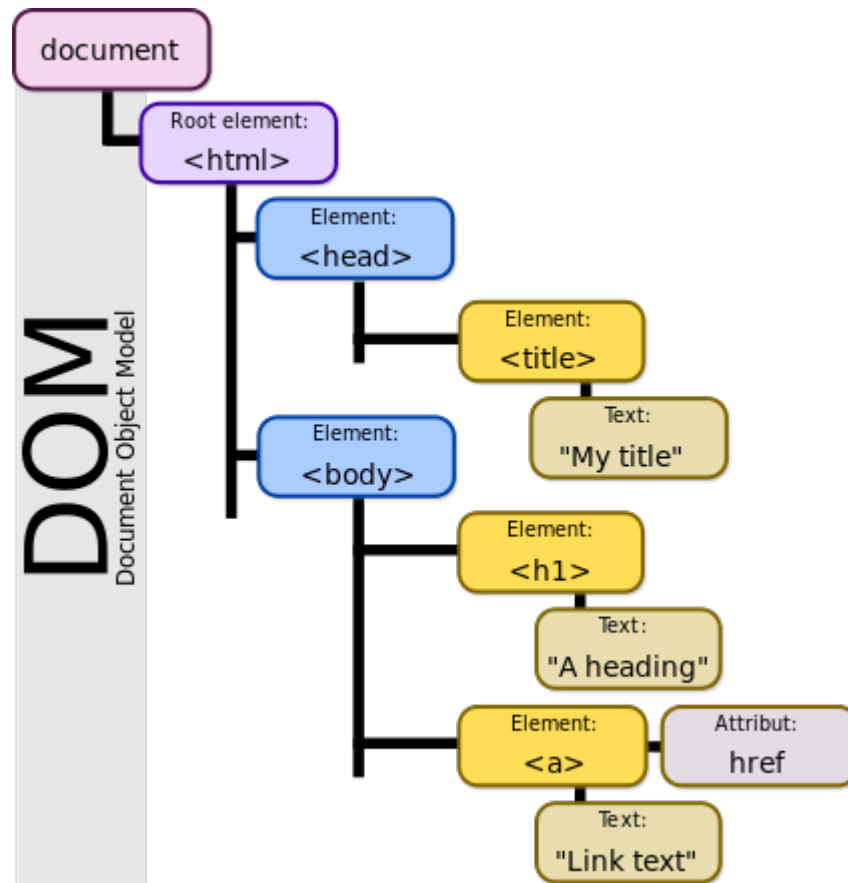 document
Root element:
<html>
Element:
<head>
Element:
<title>
Text:
"My title"
Element:
<body>
Element:
<h1>
Text:
"A heading"
Element:
<a>
Attribut:
href
Text:
"Link text"
DOM
Document Object Model